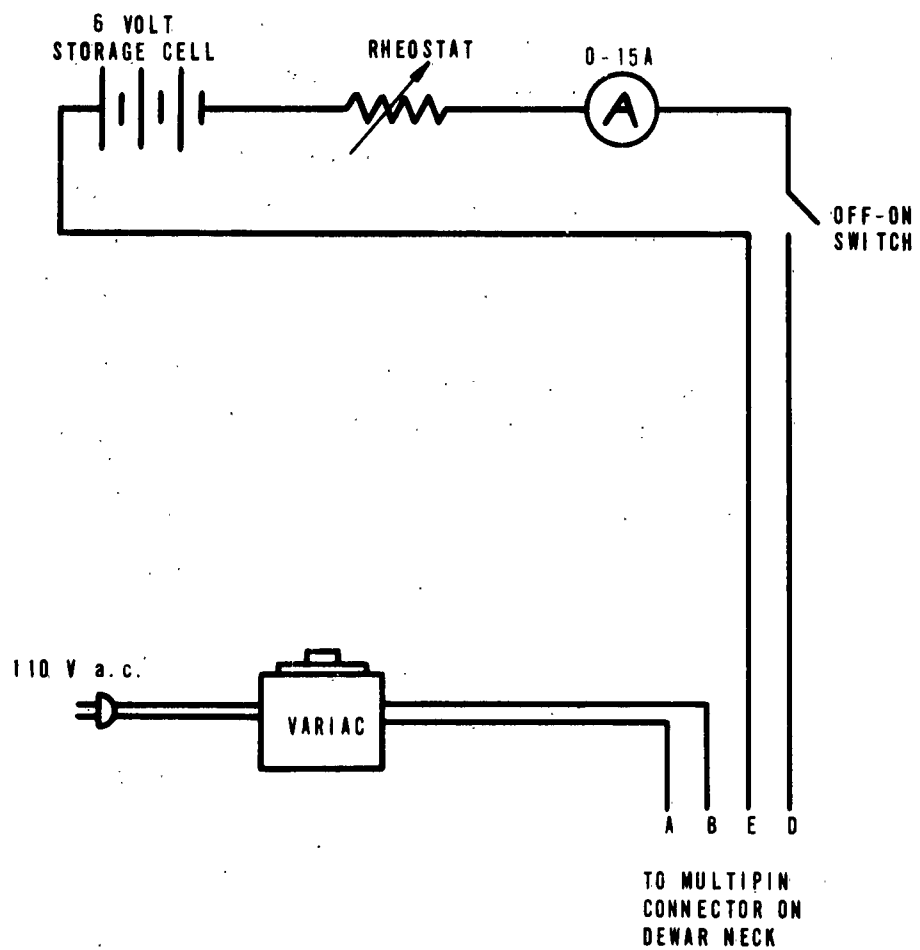 6 VOLT
STORAGE CELL
RHEOSTAT
0-15A
A
OFF-ON
SWITCH
110 V a.c.
VARIAC
A B E D
TO MULTIPIN
CONNECTOR ON
DEWAR NECK